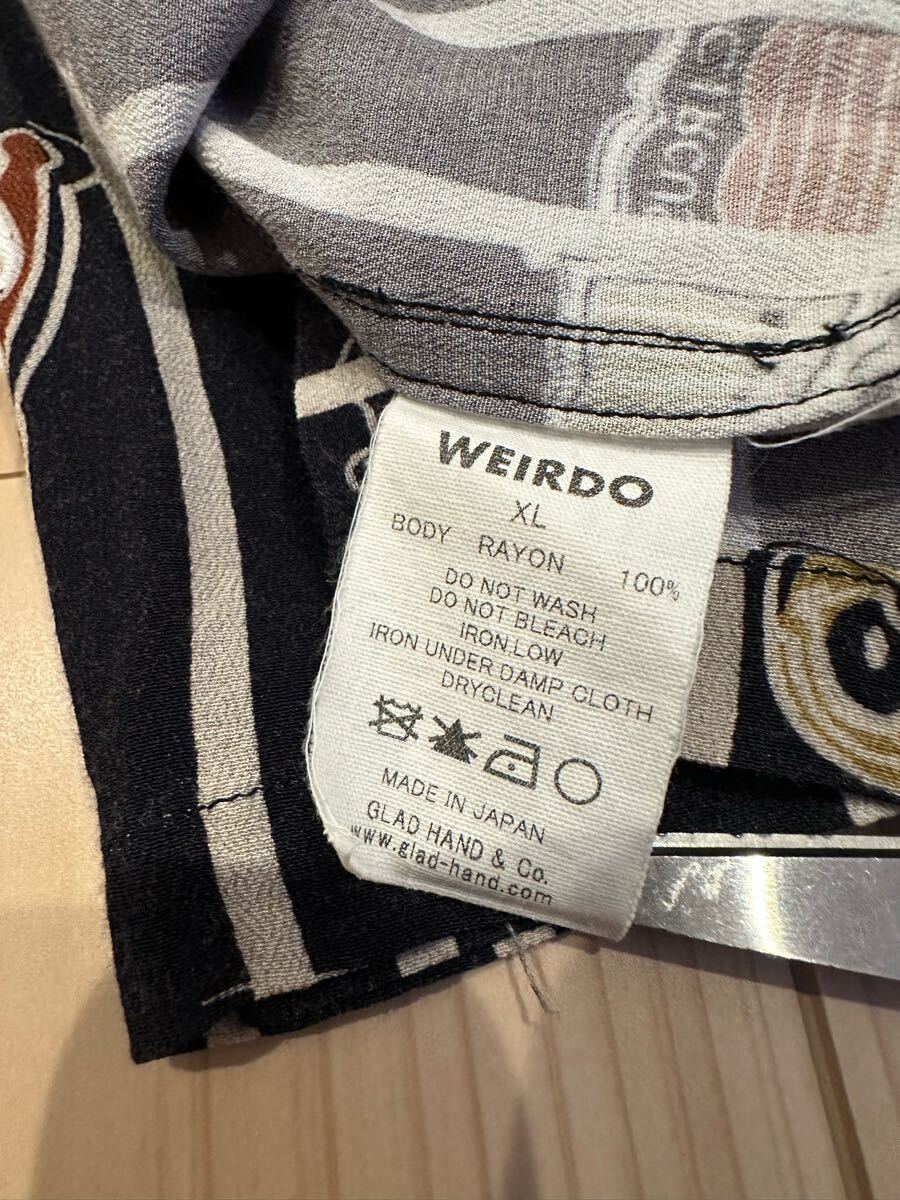 WEIRDO
XL
BODY RAYON 100%
DO NOT WASH
DO NOT BLEACH
IRON LOW
IRON UNDER DAMP CLOTH
DRYCLEAN
MADE IN JAPAN
GLAD HAND & Co.
www.glad-hand.com